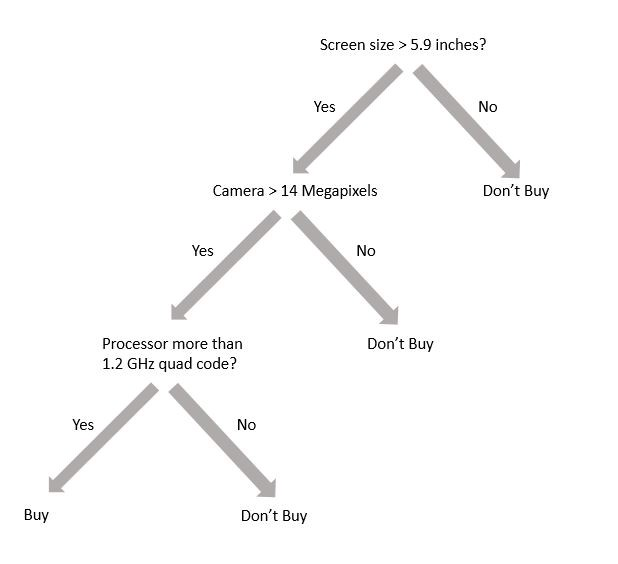 Screen size > 5.9 inches?
Yes
No
Camera > 14 Megapixels
Don’t Buy
Yes
No
Processor more than
1.2 GHz quad code?
Don’t Buy
Yes
No
Buy
Don’t Buy